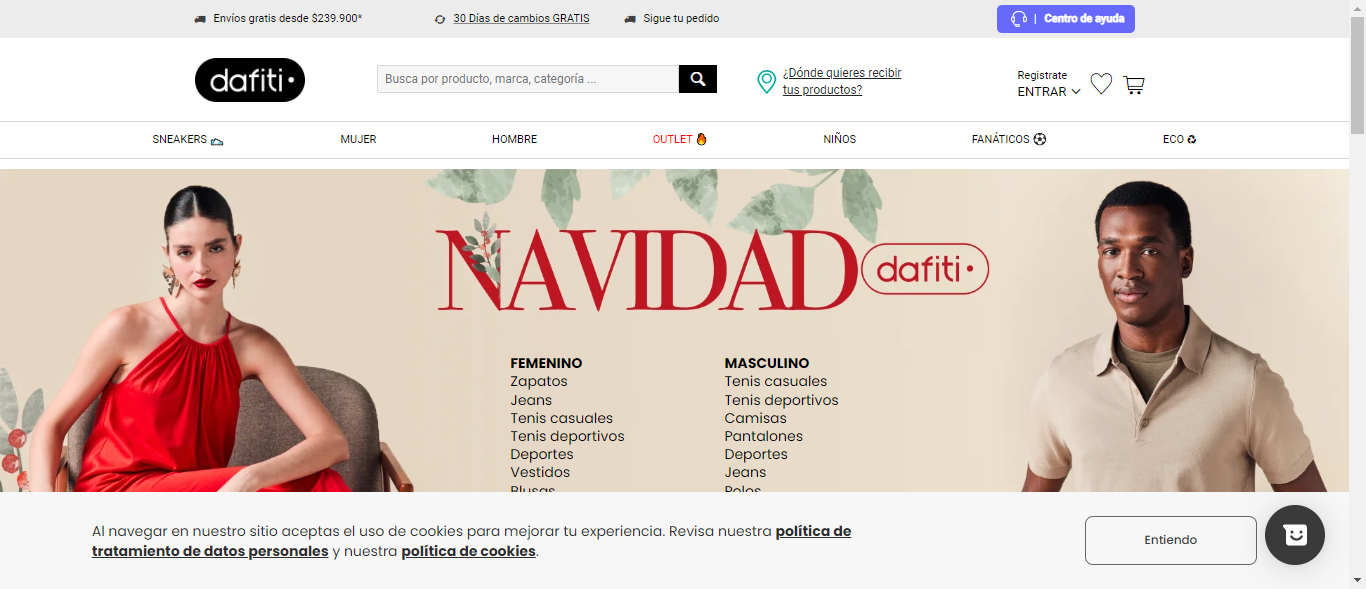 Envíos gratis desde $239.900*
30 Días de cambios GRATIS
Sigue tu pedido
| Centro de ayuda
dafiti
Busca por producto, marca, categoría ...
¿Dónde quieres recibir
tus productos?
Registrate
ENTRAR
SNEAKERS
MUJER
HOMBRE
OUTLET
NIÑOS
FANÁTICOS
ECO
NAVIDAD dafiti
FEMENINO
Zapatos
Jeans
Tenis casuales
Tenis deportivos
Deportes
Vestidos
Blusas
MASCULINO
Tenis casuales
Tenis deportivos
Camisas
Pantalones
Deportes
Jeans
Polos
Al navegar en nuestro sitio aceptas el uso de cookies para mejorar tu experiencia. Revisa nuestra política de
tratamiento de datos personales y nuestra política de cookies.
Entiendo